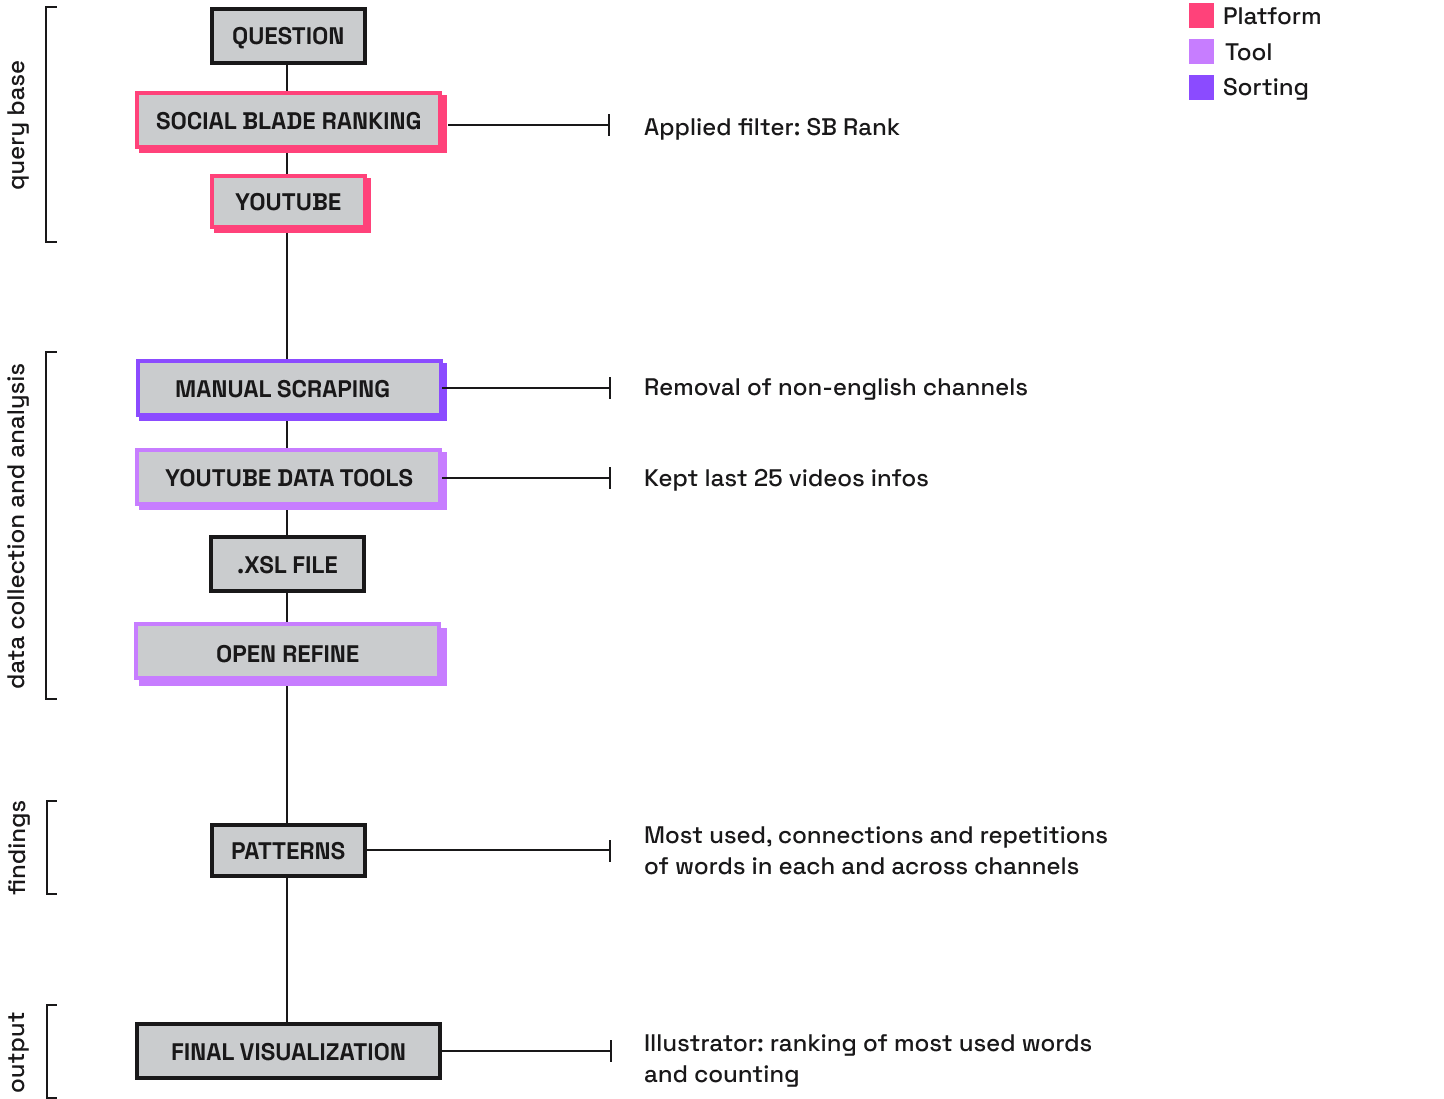 query base
QUESTION
SOCIAL BLADE RANKING
Applied filter: SB Rank
YOUTUBE
Platform
Tool
Sorting
data collection and analysis
MANUAL SCRAPING
Removal of non-english channels
YOUTUBE DATA TOOLS
Kept last 25 videos infos
.XSL FILE
OPEN REFINE
findings
PATTERNS
Most used, connections and repetitions
of words in each and across channels
output
FINAL VISUALIZATION
Illustrator: ranking of most used words
and counting